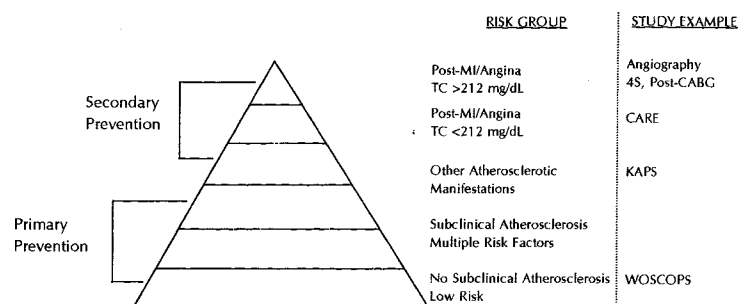 RISK GROUP
STUDY EXAMPLE
Secondary
Prevention
Primary
Prevention
Post-MI/Angina
TC >212 mg/dL
Angiography
4S, Post-CABG
Post-MI/Angina
TC <212 mg/dL
CARE
Other Atherosclerotic
Manifestations
KAPS
Subclinical Atherosclerosis
Multiple Risk Factors
No Subclinical Atherosclerosis
Low Risk
WOSCOPS